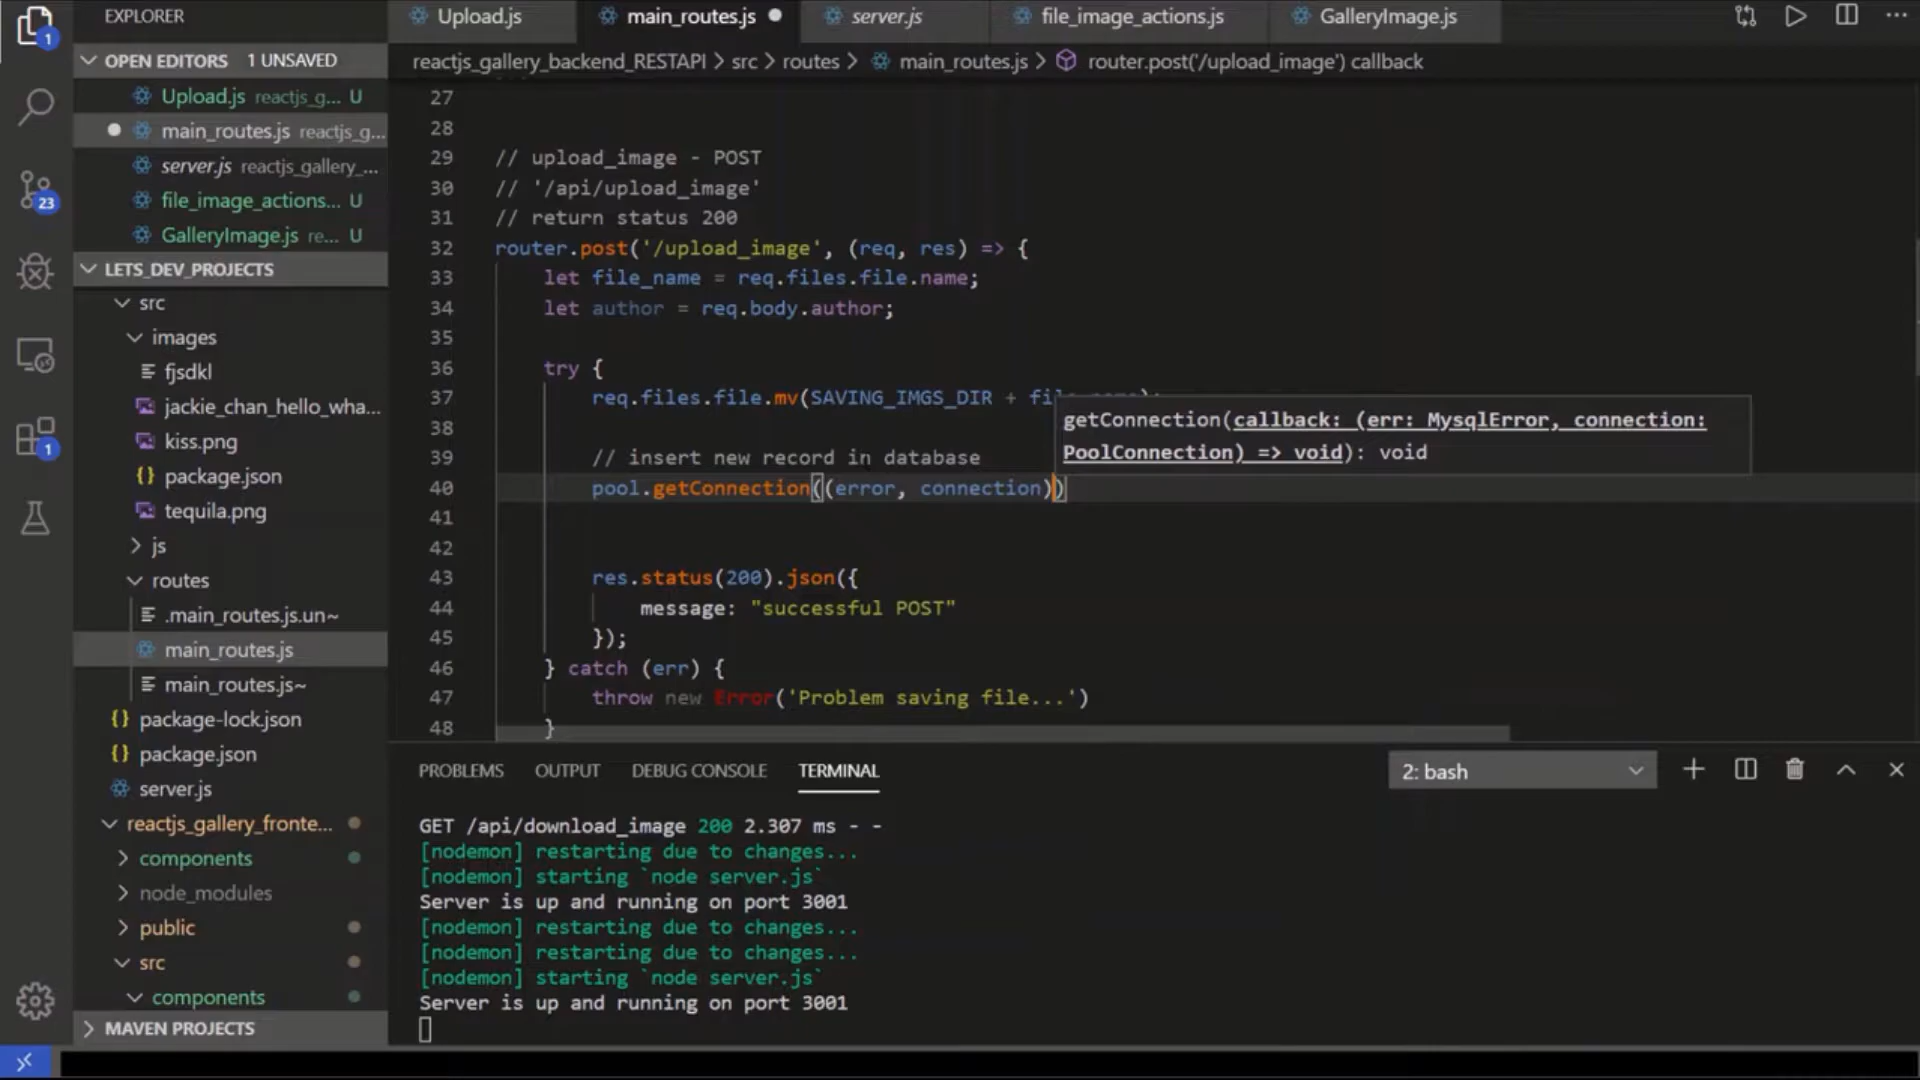 EXPLORER
OPEN EDITORS 1 UNSAVED
Upload.js reactjs_g... U
main_routes.js reactjs_g...
server.js reactjs_gallery_...
file_image_actions... U
GalleryImage.js re... U
LETS_DEV_PROJECTS
src
images
fjsdkl
jackie_chan_hello_wha...
kiss.png
package.json
tequila.png
js
routes
.main_routes.js.un~
main_routes.js
main_routes.js~
package-lock.json
package.json
server.js
reactjs_gallery_fronte...
components
node_modules
public
src
components
MAVEN PROJECTS
1
23
1
Upload.js main_routes.js server.js file_image_actions.js GalleryImage.js
reactjs_gallery_backend_RESTAPI > src > routes > main_routes.js > router.post('/upload_image') callback
27
28
29 // upload_image - POST
30 // '/api/upload_image'
31 // return status 200
32 router.post('/upload_image', (req, res) => {
33 let file_name = req.files.file.name;
34 let author = req.body.author;
35
36 try {
37 req.files.file.mv(SAVING_IMGS_DIR +
38
39 // insert new record in database
40 pool.getConnection((error, connection))
41
42
43 res.status(200).json({
44 message: "successful POST"
45 });
46 } catch (err) {
47 throw new Error('Problem saving file...')
48 }
getConnection(callback: (err: MysqlError, connection:
PoolConnection) => void): void
PROBLEMS OUTPUT DEBUG CONSOLE TERMINAL 2: bash
GET /api/download_image 200 2.307 ms - -
[nodemon] restarting due to changes...
[nodemon] starting `node server.js`
Server is up and running on port 3001
[nodemon] restarting due to changes...
[nodemon] restarting due to changes...
[nodemon] starting `node server.js`
Server is up and running on port 3001